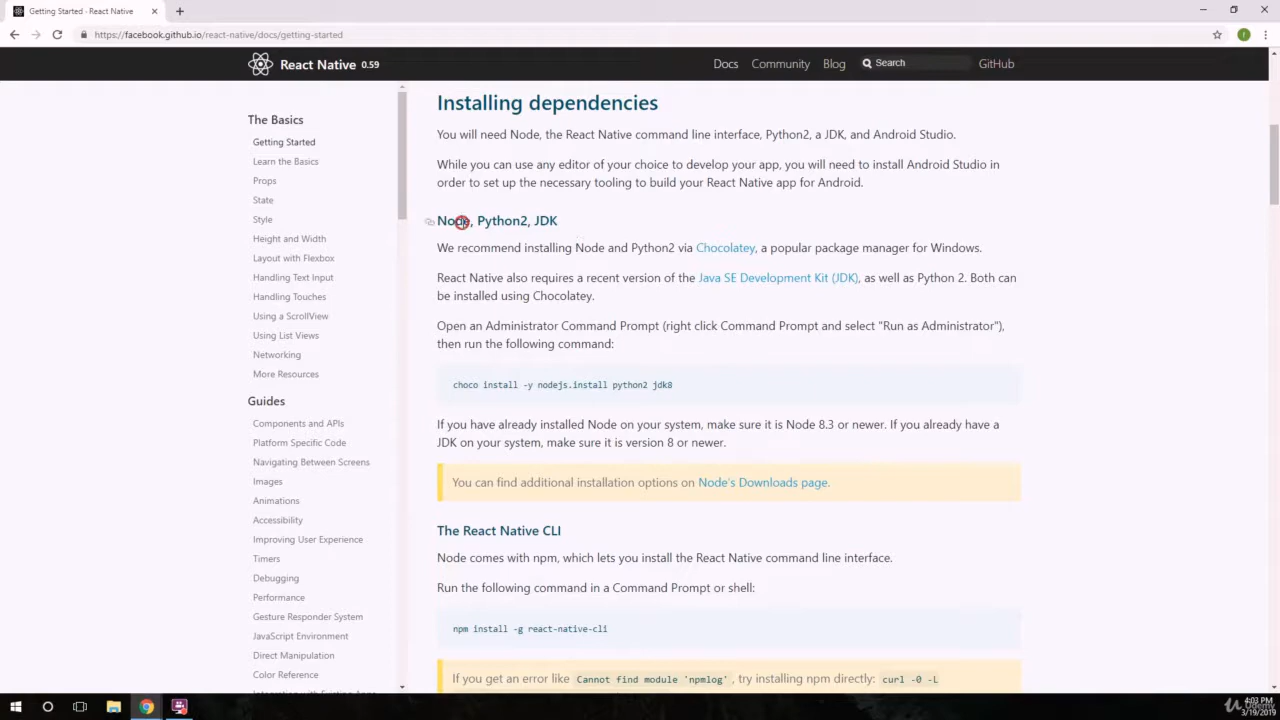 Getting Started · React Native
https://facebook.github.io/react-native/docs/getting-started
React Native 0.59
Docs
Community
Blog
Search
GitHub
The Basics
Getting Started
Learn the Basics
Props
State
Style
Height and Width
Layout with Flexbox
Handling Text Input
Handling Touches
Using a ScrollView
Using List Views
Networking
More Resources
Guides
Components and APIs
Platform Specific Code
Navigating Between Screens
Images
Animations
Accessibility
Improving User Experience
Timers
Debugging
Performance
Gesture Responder System
JavaScript Environment
Direct Manipulation
Color Reference
Integration with Existing Apps
Installing dependencies
You will need Node, the React Native command line interface, Python2, a JDK, and Android Studio.
While you can use any editor of your choice to develop your app, you will need to install Android Studio in
order to set up the necessary tooling to build your React Native app for Android.
Node, Python2, JDK
We recommend installing Node and Python2 via Chocolatey, a popular package manager for Windows.
React Native also requires a recent version of the Java SE Development Kit (JDK), as well as Python 2. Both can
be installed using Chocolatey.
Open an Administrator Command Prompt (right click Command Prompt and select "Run as Administrator"),
then run the following command:
choco install -y nodejs.install python2 jdk8
If you have already installed Node on your system, make sure it is Node 8.3 or newer. If you already have a
JDK on your system, make sure it is version 8 or newer.
You can find additional installation options on Node's Downloads page.
The React Native CLI
Node comes with npm, which lets you install the React Native command line interface.
Run the following command in a Command Prompt or shell:
npm install -g react-native-cli
If you get an error like Cannot find module 'npmlog', try installing npm directly: curl -0 -L
4:03 PM
3/19/2019
Udemy